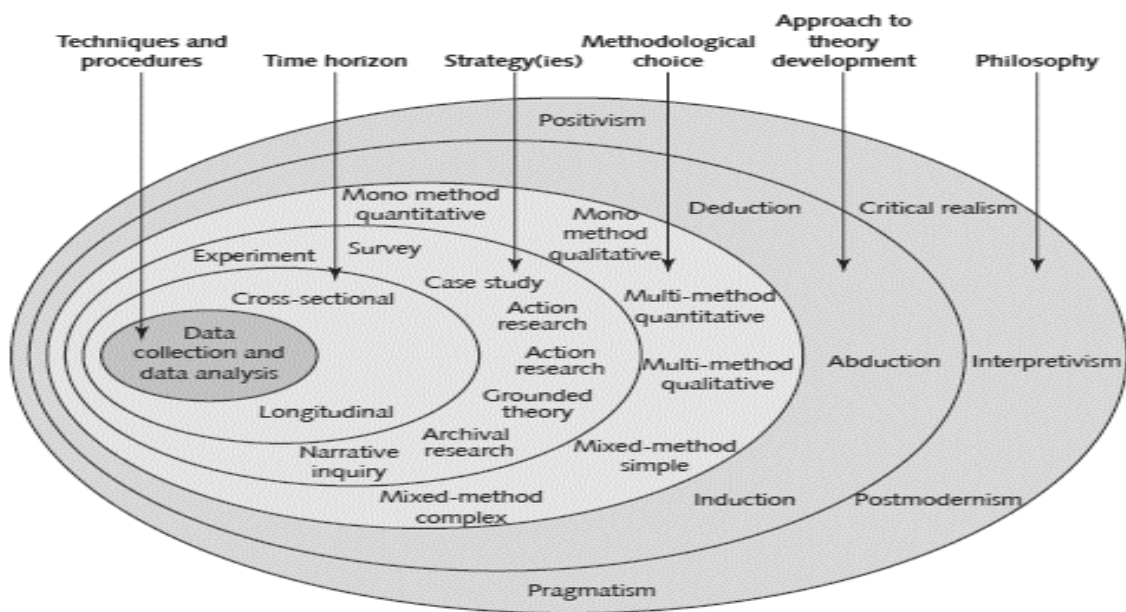 Techniques and
procedures
Time horizon
Strategy(ies)
Methodological
choice
Approach to
theory
development
Philosophy
Positivism
Mono method
quantitative
Mono
method
qualitative
Deduction
Critical realism
Experiment
Survey
Case study
Cross-sectional
Action
research
Multi-method
quantitative
Data
collection and
data analysis
Action
research
Multi-method
qualitative
Abduction
Interpretivism
Grounded
theory
Longitudinal
Archival
research
Narrative
inquiry
Mixed-method
simple
Mixed-method
complex
Induction
Postmodernism
Pragmatism